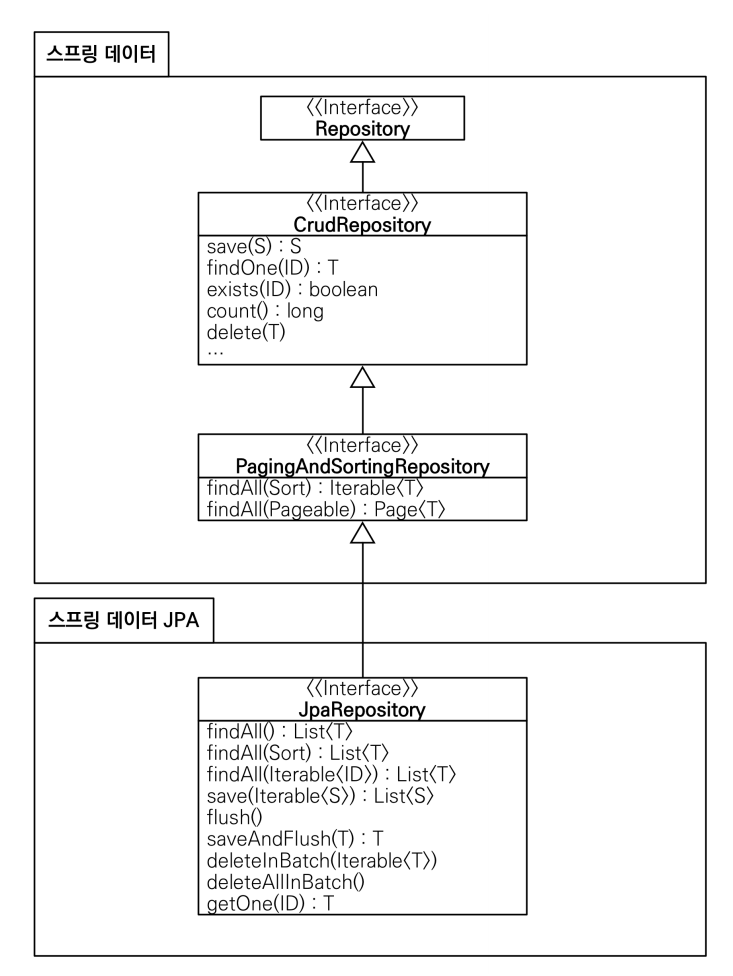 스프링 데이터
〈〈Interface〉〉
Repository
〈〈Interface〉〉
CrudRepository
save(S) : S
findOne(ID) : T
exists(ID) : boolean
count() : long
delete(T)
...
〈〈Interface〉〉
PagingAndSortingRepository
findAll(Sort) : Iterable〈T〉
findAll(Pageable) : Page〈T〉
스프링 데이터 JPA
〈〈Interface〉〉
JpaRepository
findAll() : List〈T〉
findAll(Sort) : List〈T〉
findAll(Iterable〈ID〉) : List〈T〉
save(Iterable〈S〉) : List〈S〉
flush()
saveAndFlush(T) : T
deleteInBatch(Iterable〈T〉)
deleteAllInBatch()
getOne(ID) : T